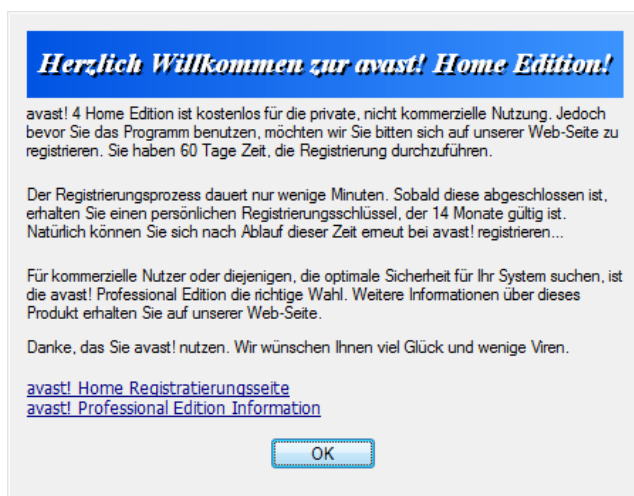 Herzlich Willkommen zur avast! Home Edition!
avast! 4 Home Edition ist kostenlos für die private, nicht kommerzielle Nutzung. Jedoch
bevor Sie das Programm benutzen, möchten wir Sie bitten sich auf unserer Web-Seite zu
registrieren. Sie haben 60 Tage Zeit, die Registrierung durchzuführen.
Der Registrierungsprozess dauert nur wenige Minuten. Sobald diese abgeschlossen ist,
erhalten Sie einen persönlichen Registrierungsschlüssel, der 14 Monate gültig ist.
Natürlich können Sie sich nach Ablauf dieser Zeit erneut bei avast! registrieren...
Für kommerzielle Nutzer oder diejenigen, die optimale Sicherheit für Ihr System suchen, ist
die avast! Professional Edition die richtige Wahl. Weitere Informationen über dieses
Produkt erhalten Sie auf unserer Web-Seite.
Danke, das Sie avast! nutzen. Wir wünschen Ihnen viel Glück und wenige Viren.
avast! Home Registratierungsseite
avast! Professional Edition Information
OK